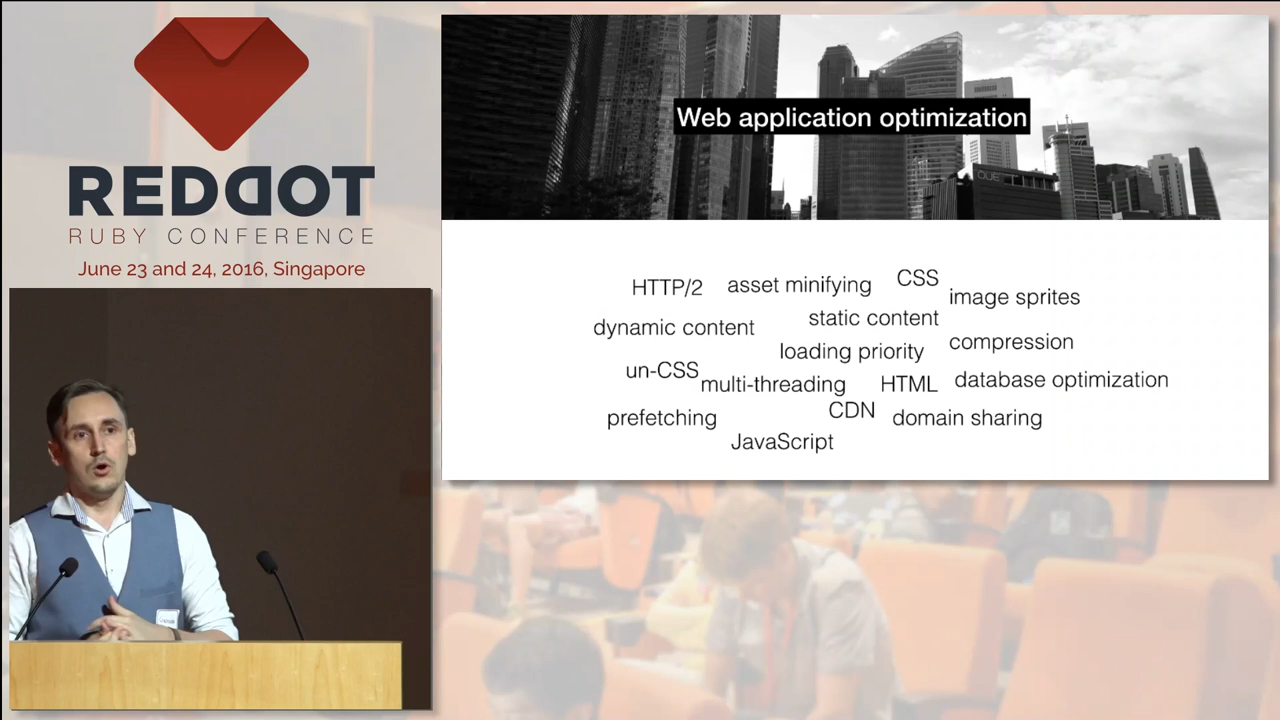 REDDOT
RUBY CONFERENCE
June 23 and 24, 2016, Singapore
Web application optimization
OUE
HTTP/2 asset minifying CSS
image sprites
dynamic content static content
loading priority compression
un-CSS multi-threading HTML database optimization
prefetching CDN domain sharing
JavaScript